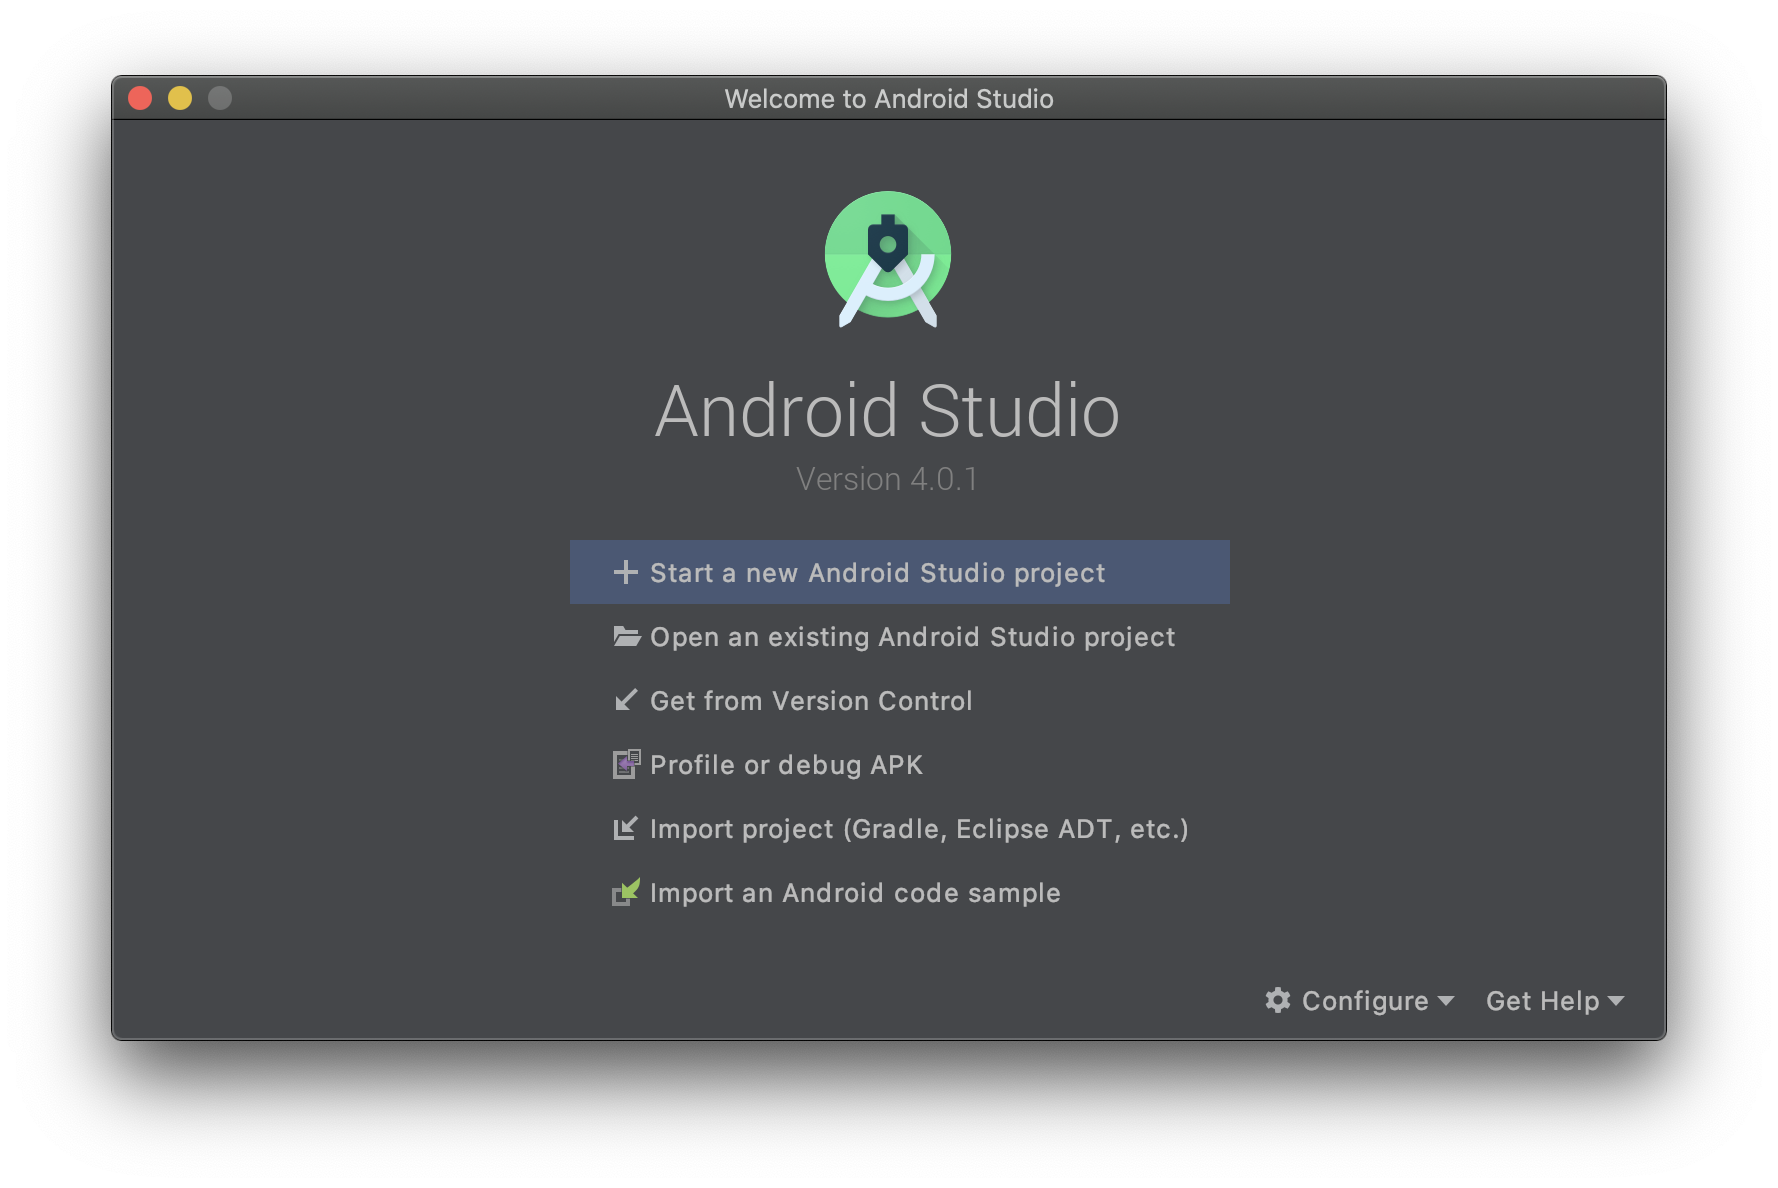 Welcome to Android Studio
Android Studio
Version 4.0.1
Start a new Android Studio project
Open an existing Android Studio project
Get from Version Control
Profile or debug APK
Import project (Gradle, Eclipse ADT, etc.)
Import an Android code sample
Configure Get Help